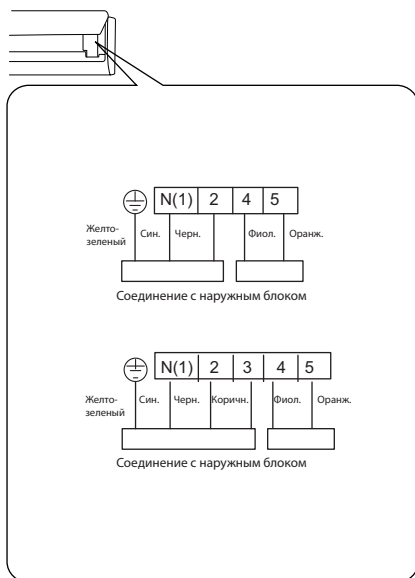 N(1) 2 4 5
Желто-
зеленый
Син. Черн. Фиол. Оранж.
Соединение с наружным блоком
N(1) 2 3 4 5
Желто-
зеленый
Син. Черн. Коричн. Фиол. Оранж.
Соединение с наружным блоком